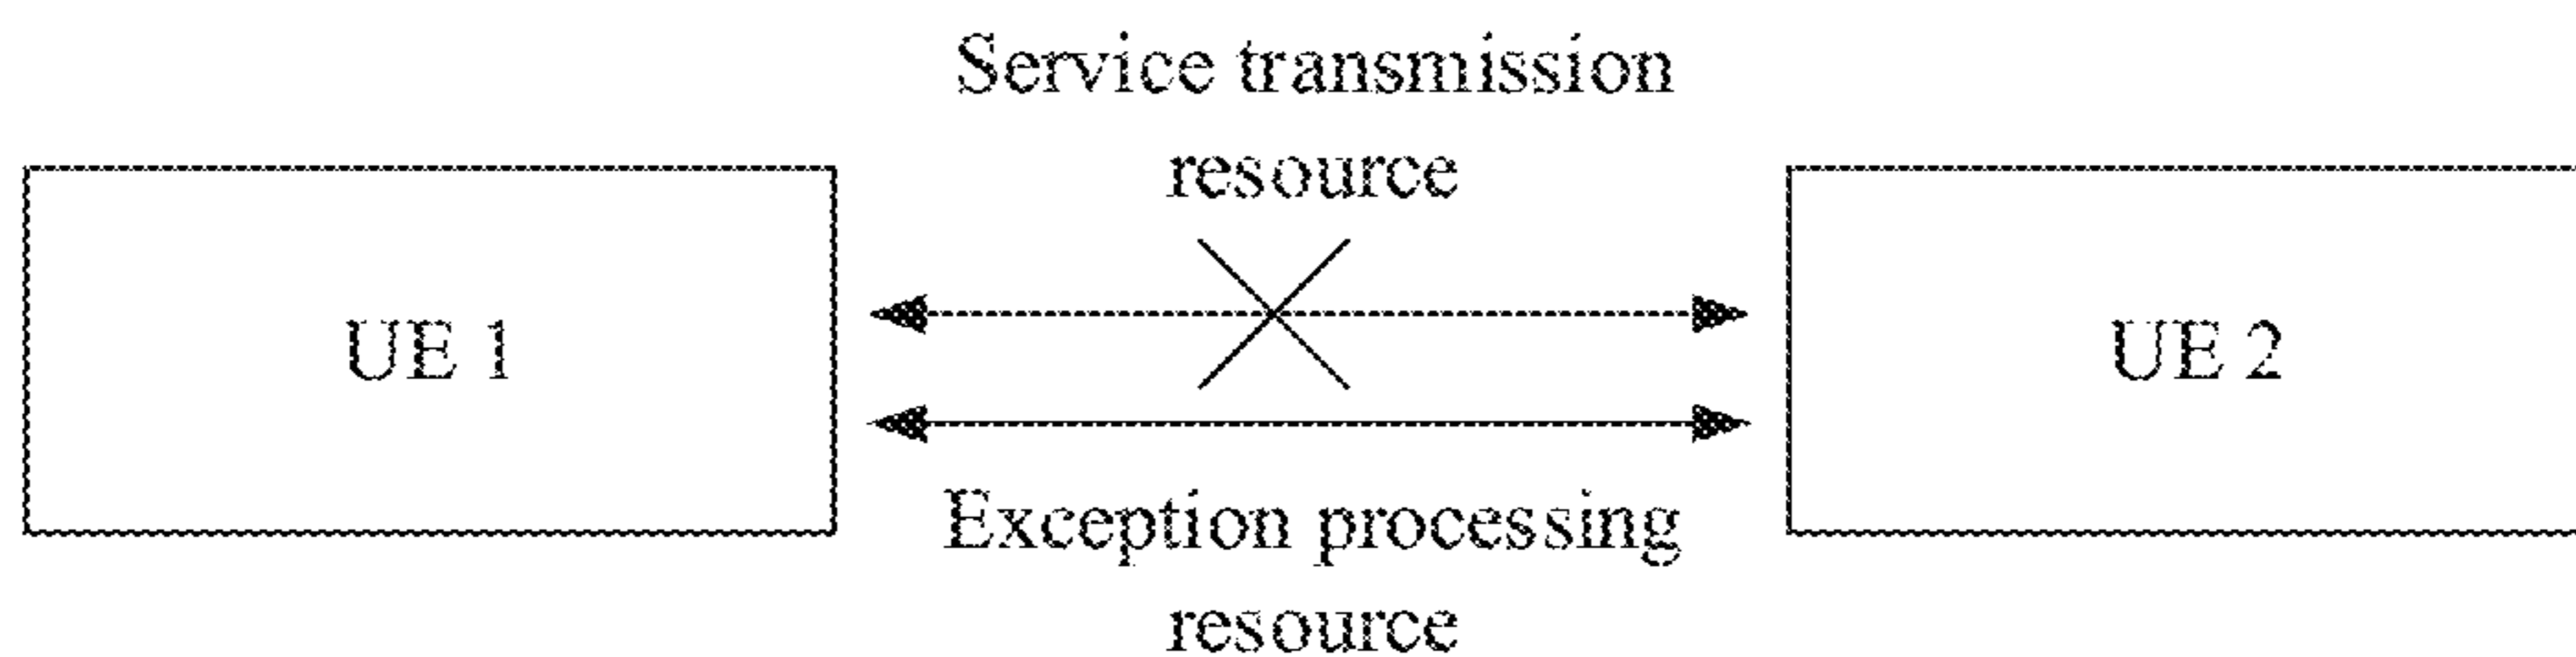 Service transmission
resource
UE 1
UE 2
Exception processing
resource